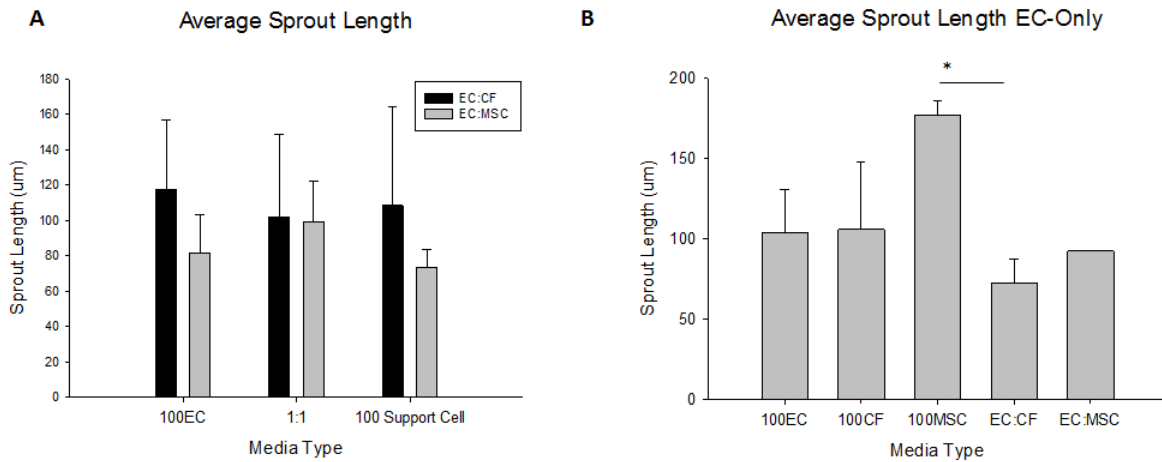 A
Average Sprout Length
Sprout Length (um)
180
160
140
120
100
80
60
40
20
0
EC:CF
EC:MSC
100EC
1:1
100 Support Cell
Media Type
B
Average Sprout Length EC-Only
Sprout Length (um)
200
150
100
50
0
*
100EC
100CF
100MSC
EC:CF
EC:MSC
Media Type